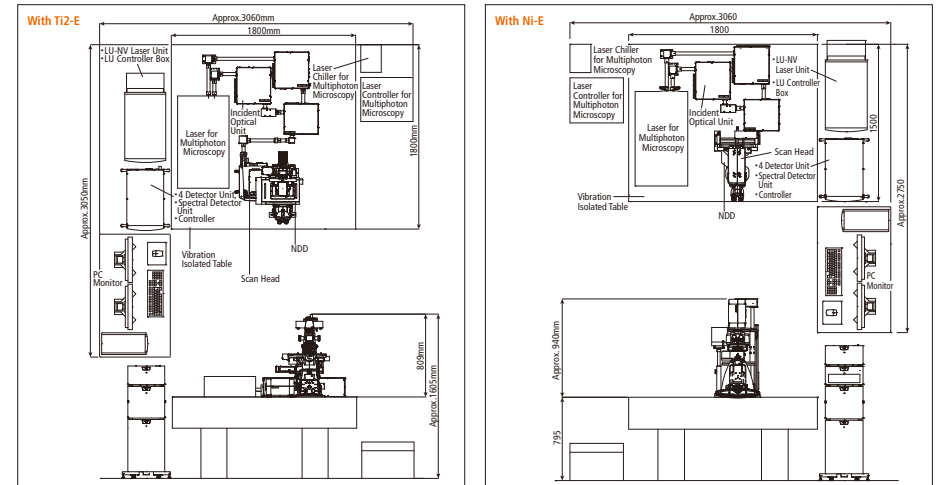 With Ti2-E
Approx.3060mm
1800mm
•LU-NV Laser Unit
•LU Controller Box
Laser
Chiller for
Multiphoton
Microscopy
Laser
Controller for
Multiphoton
Microscopy
Incident
Optical
Unit
Laser for
Multiphoton
Microscopy
1800mm
Approx.3050mm
•4 Detector Unit
•Spectral Detector
Unit
•Controller
Vibration
Isolated Table
NDD
Scan Head
PC
Monitor
809mm
Approx.1605mm
With Ni-E
Approx.3060
1800
Laser Chiller
for Multiphoton
Microscopy
Laser
Controller for
Multiphoton
Microscopy
•LU-NV
Laser Unit
•LU Controller
Box
Incident
Optical Unit
Laser for
Multiphoton
Microscopy
1500
Scan Head
•4 Detector Unit
•Spectral Detector
Unit
•Controller
Vibration
Isolated Table
NDD
Approx.2750
PC
Monitor
Approx. 940mm
795